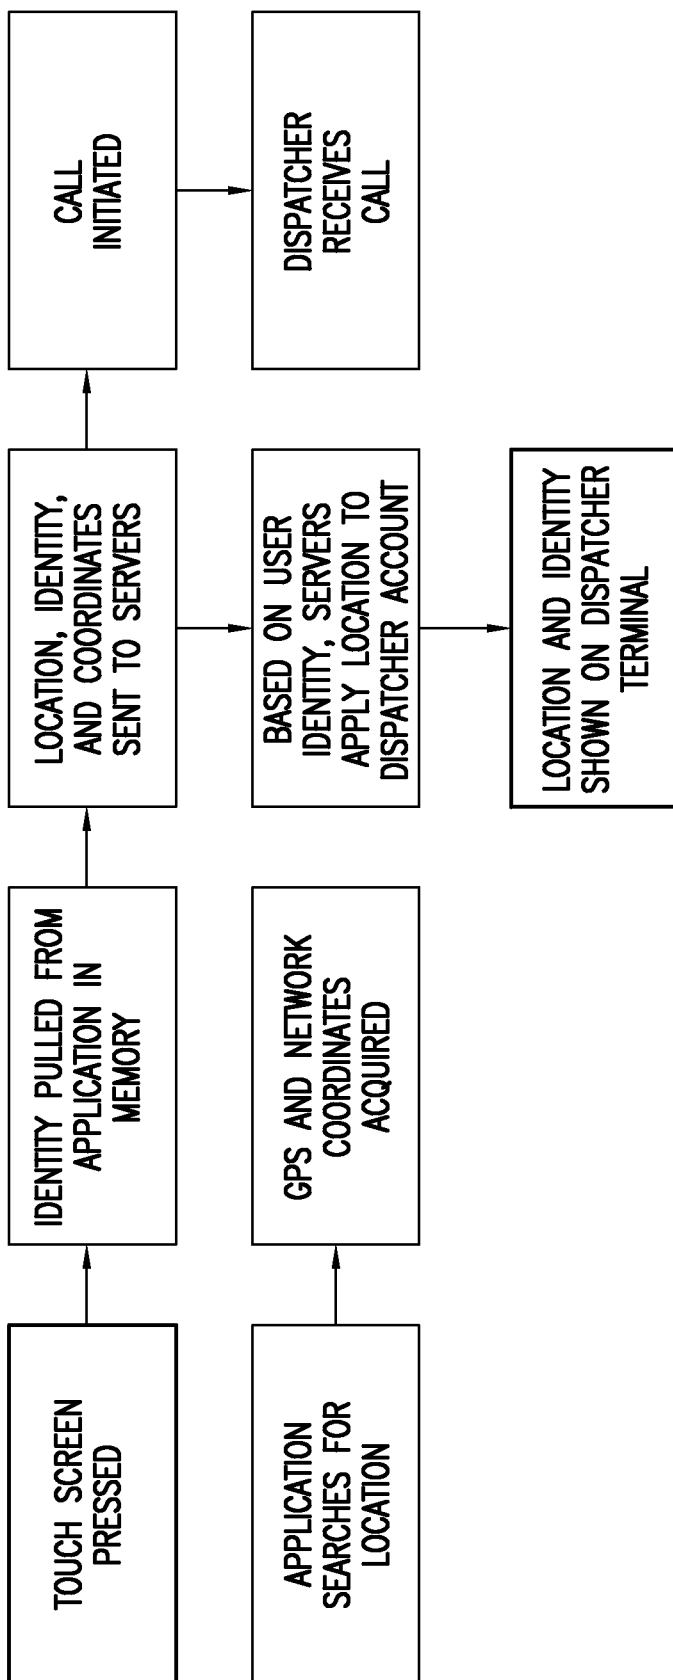 TOUCH SCREEN
PRESSED
IDENTITY PULLED FROM
APPLICATION IN
MEMORY
LOCATION, IDENTITY,
AND COORDINATES
SENT TO SERVERS
CALL
INITIATED
APPLICATION
SEARCHES FOR
LOCATION
GPS AND NETWORK
COORDINATES
ACQUIRED
BASED ON USER
IDENTITY, SERVERS
APPLY LOCATION TO
DISPATCHER ACCOUNT
DISPATCHER
RECEIVES
CALL
LOCATION AND IDENTITY
SHOWN ON DISPATCHER
TERMINAL